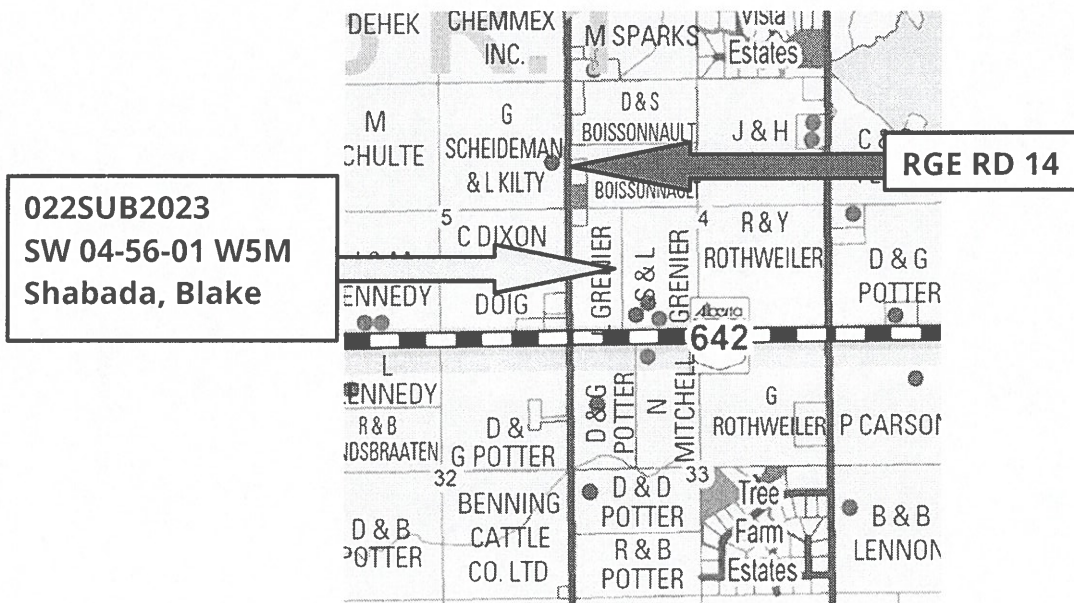 DEHEK
CHEMMEX
INC.
M SPARKS
Vista
Estates
M
CHULTE
G
SCHEIDEMAN
& L KILTY
D & S
BOISSONNAULT
BOISSONNAULT
J & H
RGE RD 14
022SUB2023
SW 04-56-01 W5M
Shabada, Blake
5
C DIXON
DOIG
ENNEDY
GRENIER
S & L
GRENIER
4
R & Y
ROTHWEILER
D & G
POTTER
Alberta
642
L
ENNEDY
R & B
NDSBRAATEN
D &
G POTTER
D & G
POTTER
N
MITCHELL
G
ROTHWEILER
P CARSON
32
33
D & B
POTTER
BENNING
CATTLE
CO. LTD
D & D
POTTER
R & B
POTTER
Tree
Farm
Estates
B & B
LENNON